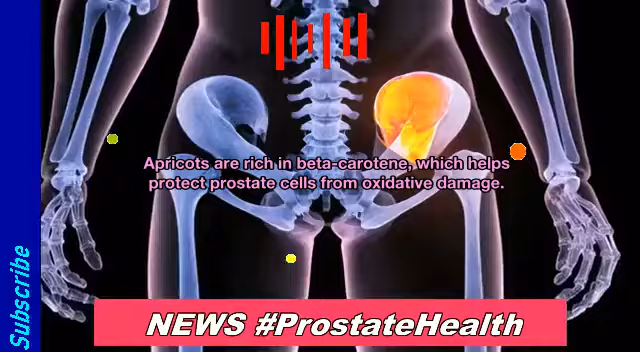 Apricots are rich in beta-carotene, which helps
protect prostate cells from oxidative damage.
Subscribe
NEWS #ProstateHealth